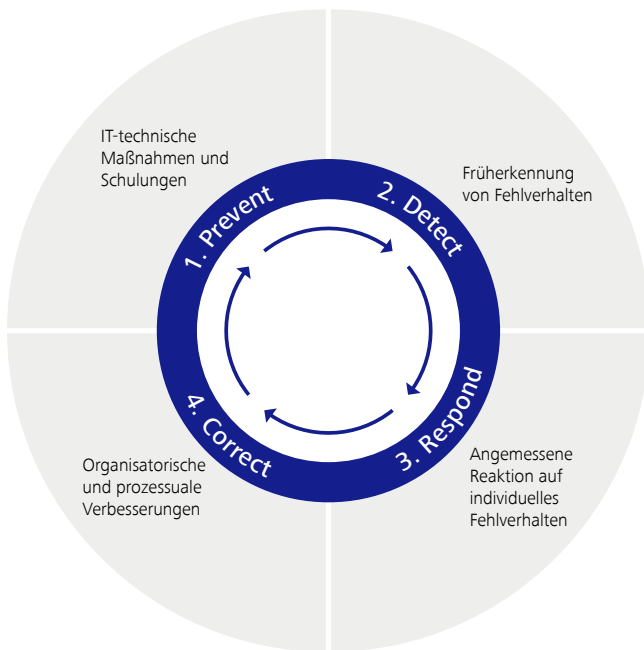 IT-technische
Maßnahmen und
Schulungen
1. Prevent
2. Detect
Früherkennung
von Fehlverhalten
3. Respond
Angemessene
Reaktion auf
individuelles
Fehlverhalten
4. Correct
Organisatorische
und prozessuale
Verbesserungen